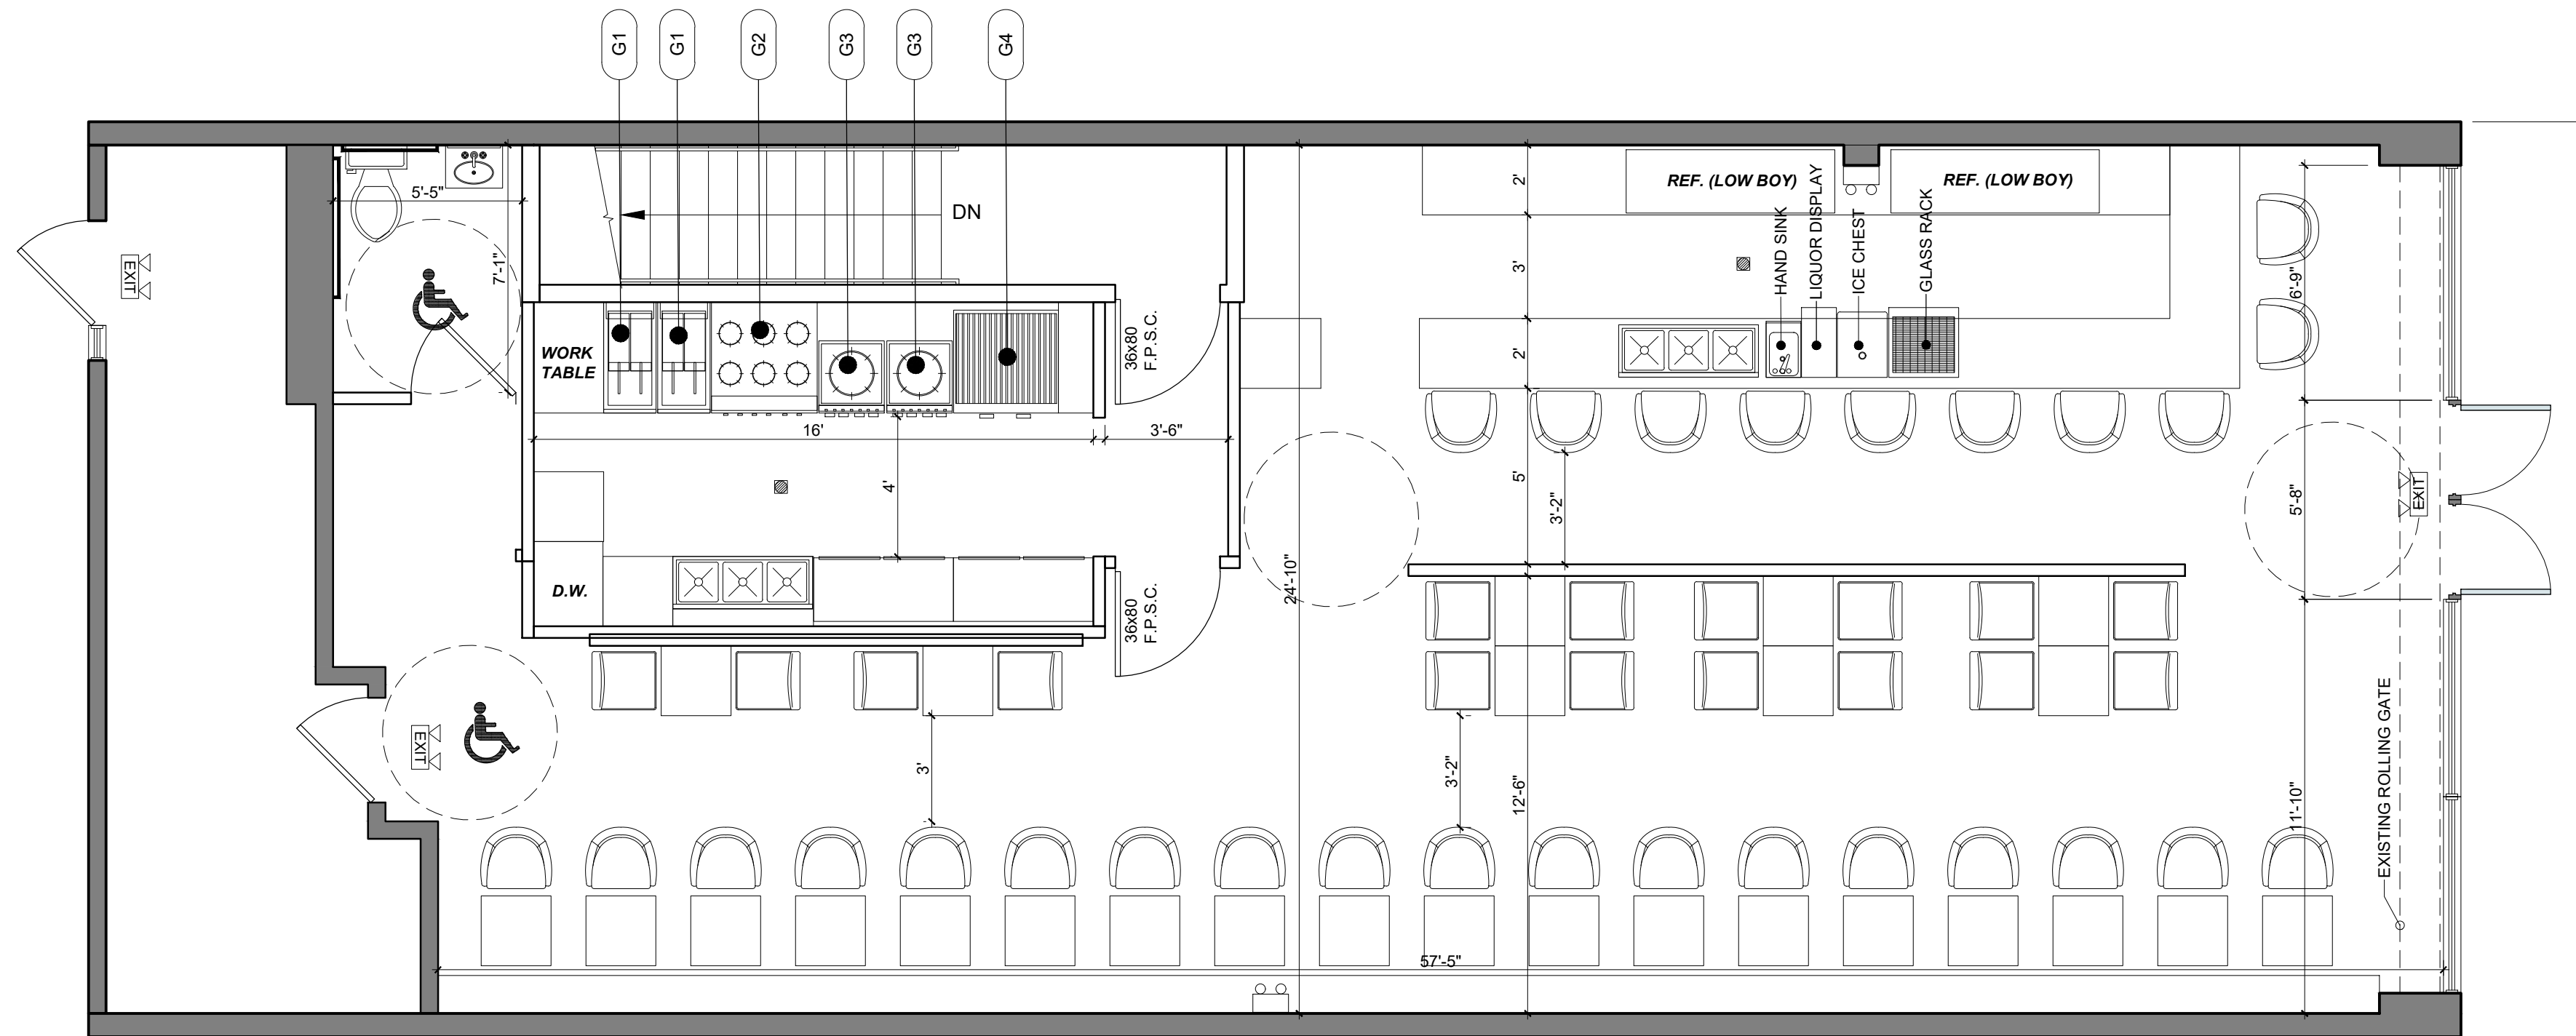 G1
G1
G2
G3
G3
G4
5'-5"
7'-1"
DN
2'
REF. (LOW BOY)
REF. (LOW BOY)
HAND SINK
LIQUOR DISPLAY
ICE CHEST
GLASS RACK
3'
6'-9"
EXIT
WORK
TABLE
36x80
F.P.S.C.
2'
16'
3'-6"
4'
5'
3'-2"
5'-8"
EXIT
D.W.
36x80
F.P.S.C.
24'-10"
EXIT
3'
3'-2"
12'-6"
11'-10"
EXISTING ROLLING GATE
57'-5"